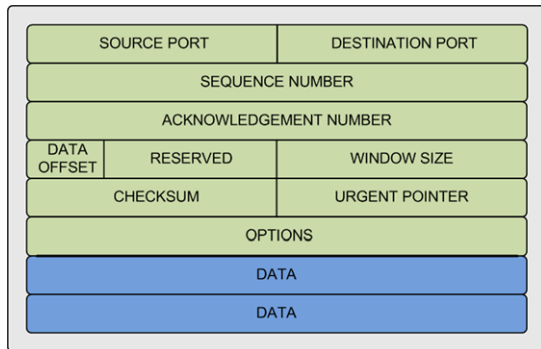 SOURCE PORT
DESTINATION PORT
SEQUENCE NUMBER
ACKNOWLEDGEMENT NUMBER
DATA
OFFSET
RESERVED
WINDOW SIZE
CHECKSUM
URGENT POINTER
OPTIONS
DATA
DATA